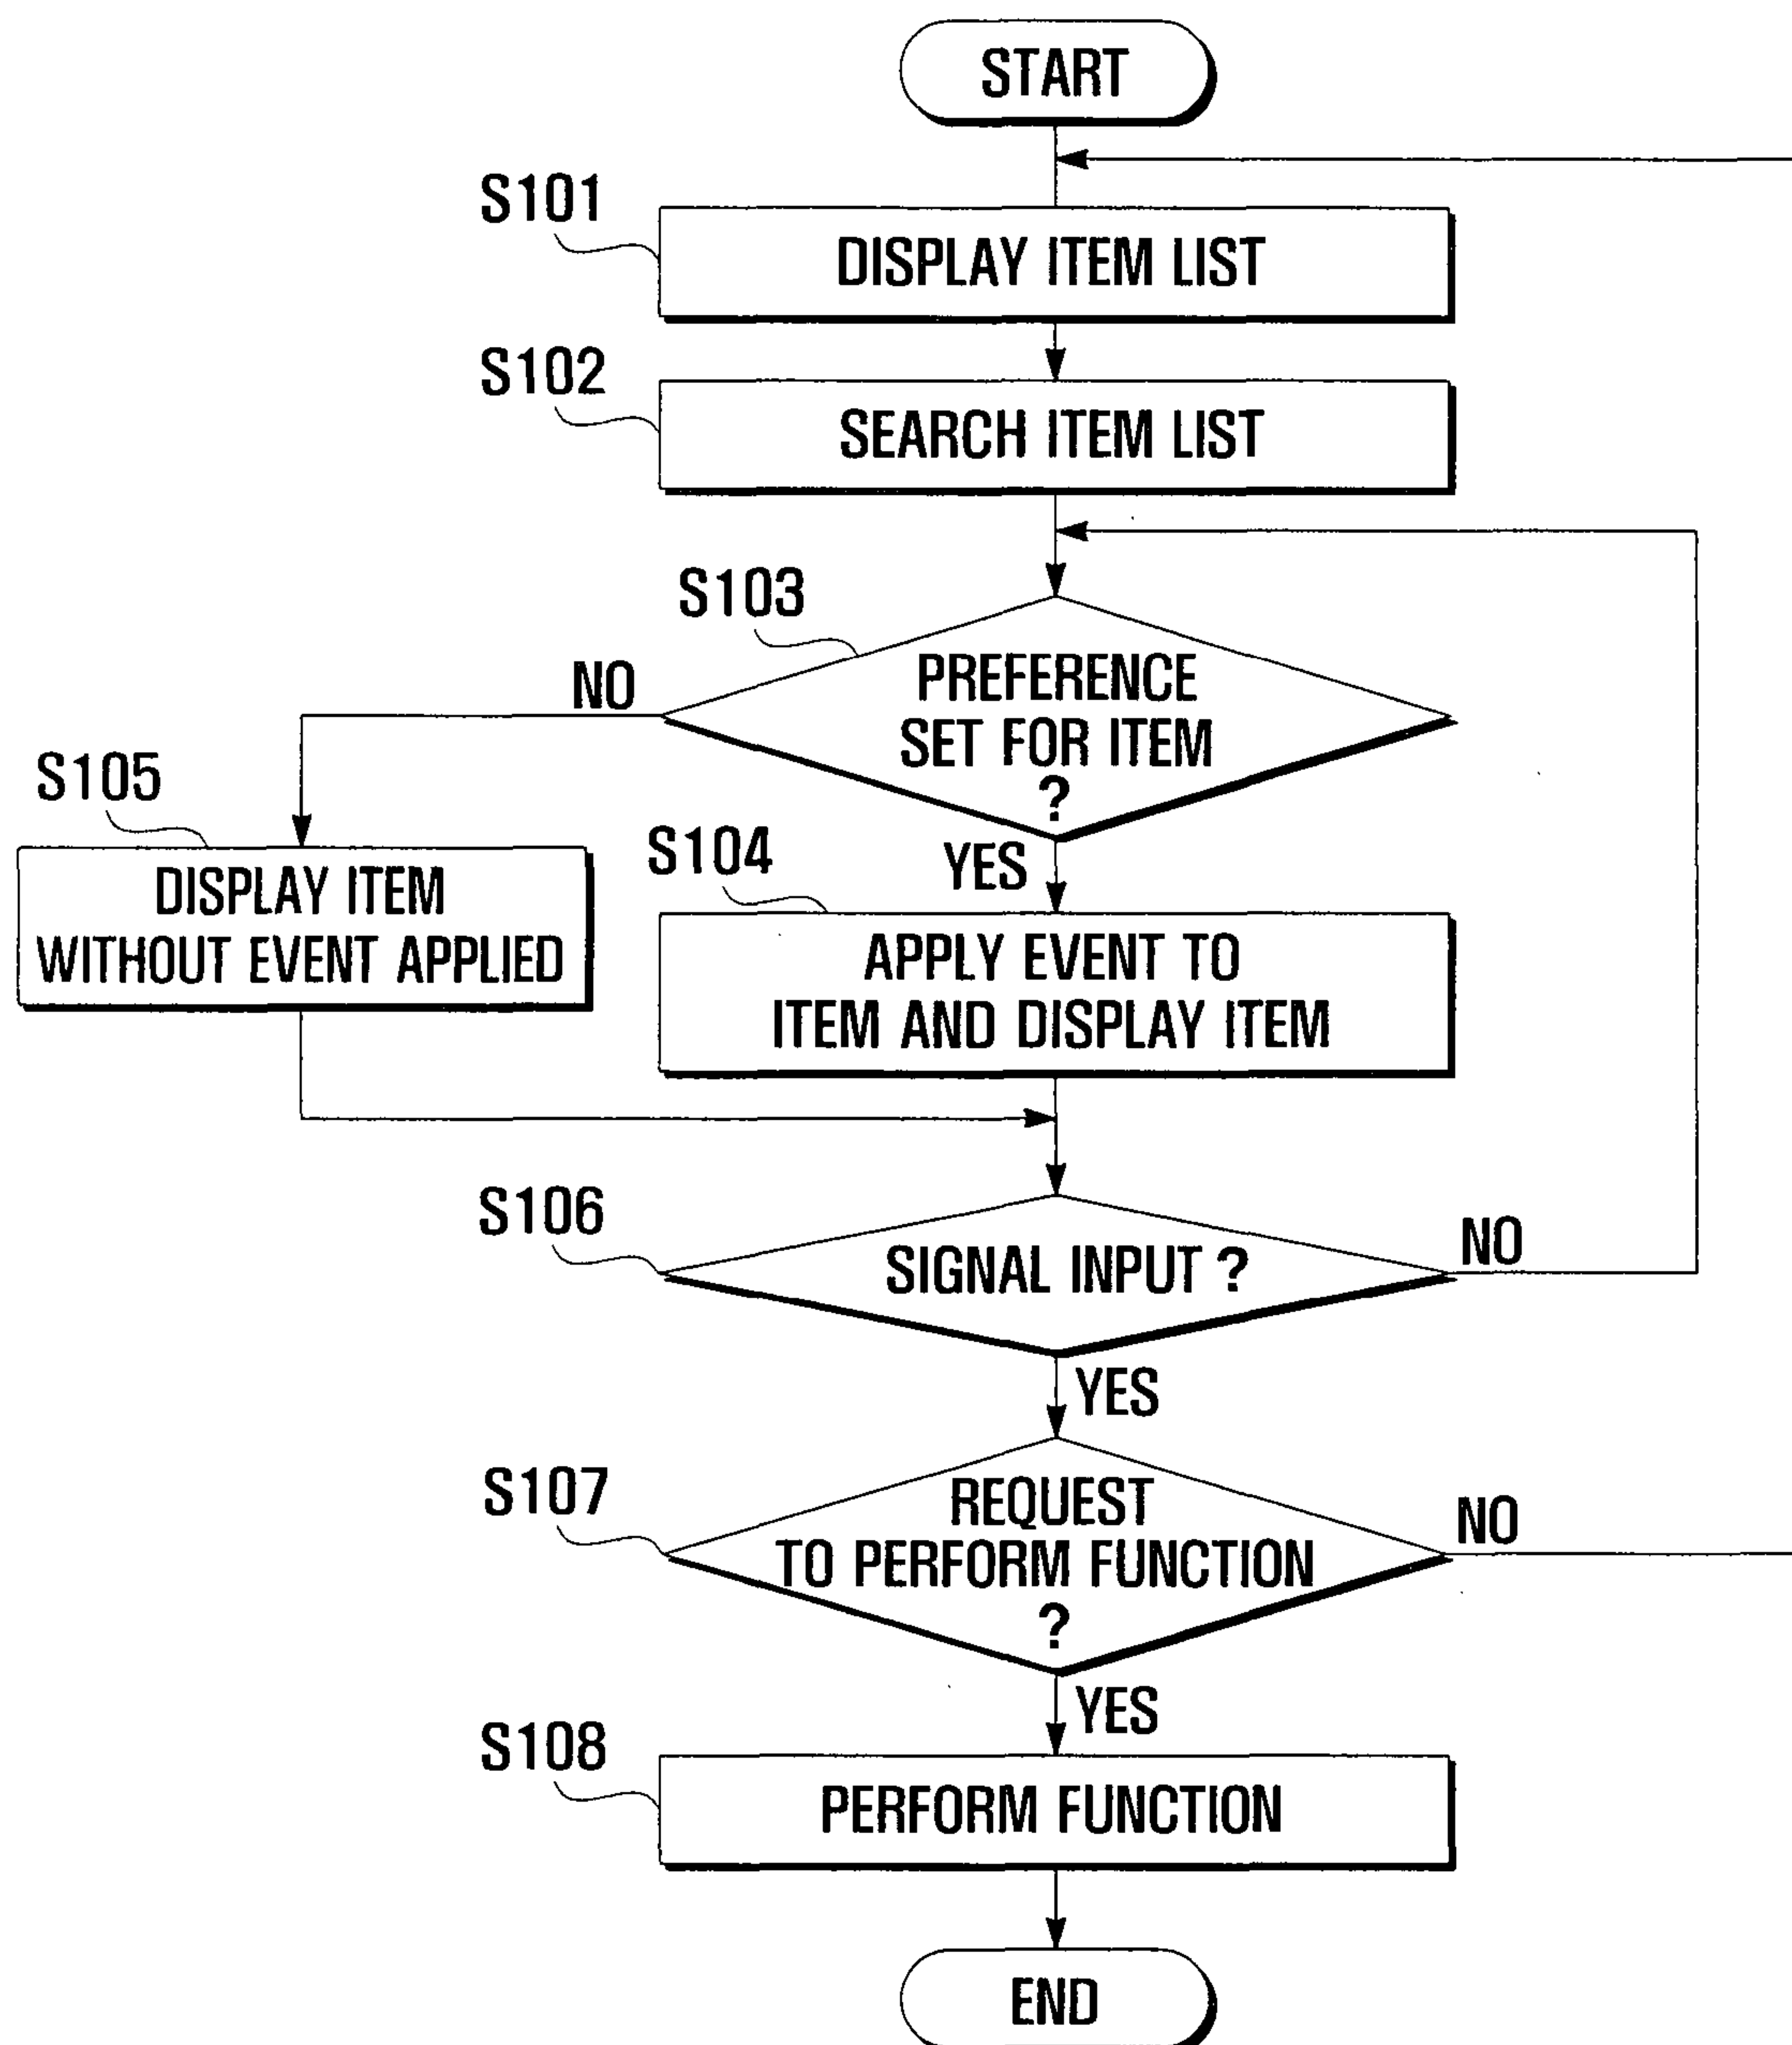 START
S101
DISPLAY ITEM LIST
S102
SEARCH ITEM LIST
S103
NO
PREFERENCE
SET FOR ITEM
?
S105
YES
S104
DISPLAY ITEM
WITHOUT EVENT APPLIED
APPLY EVENT TO
ITEM AND DISPLAY ITEM
S106
SIGNAL INPUT ?
NO
YES
S107
REQUEST
TO PERFORM FUNCTION
?
NO
YES
S108
PERFORM FUNCTION
END